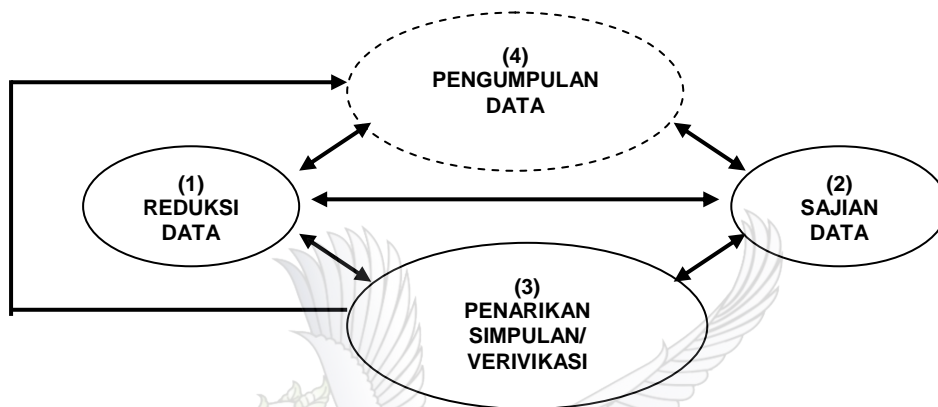 (4)
PENGUMPULAN
DATA
(1)
REDUKSI
DATA
(2)
SAJIAN
DATA
(3)
PENARIKAN
SIMPULAN/
VERIVIKASI